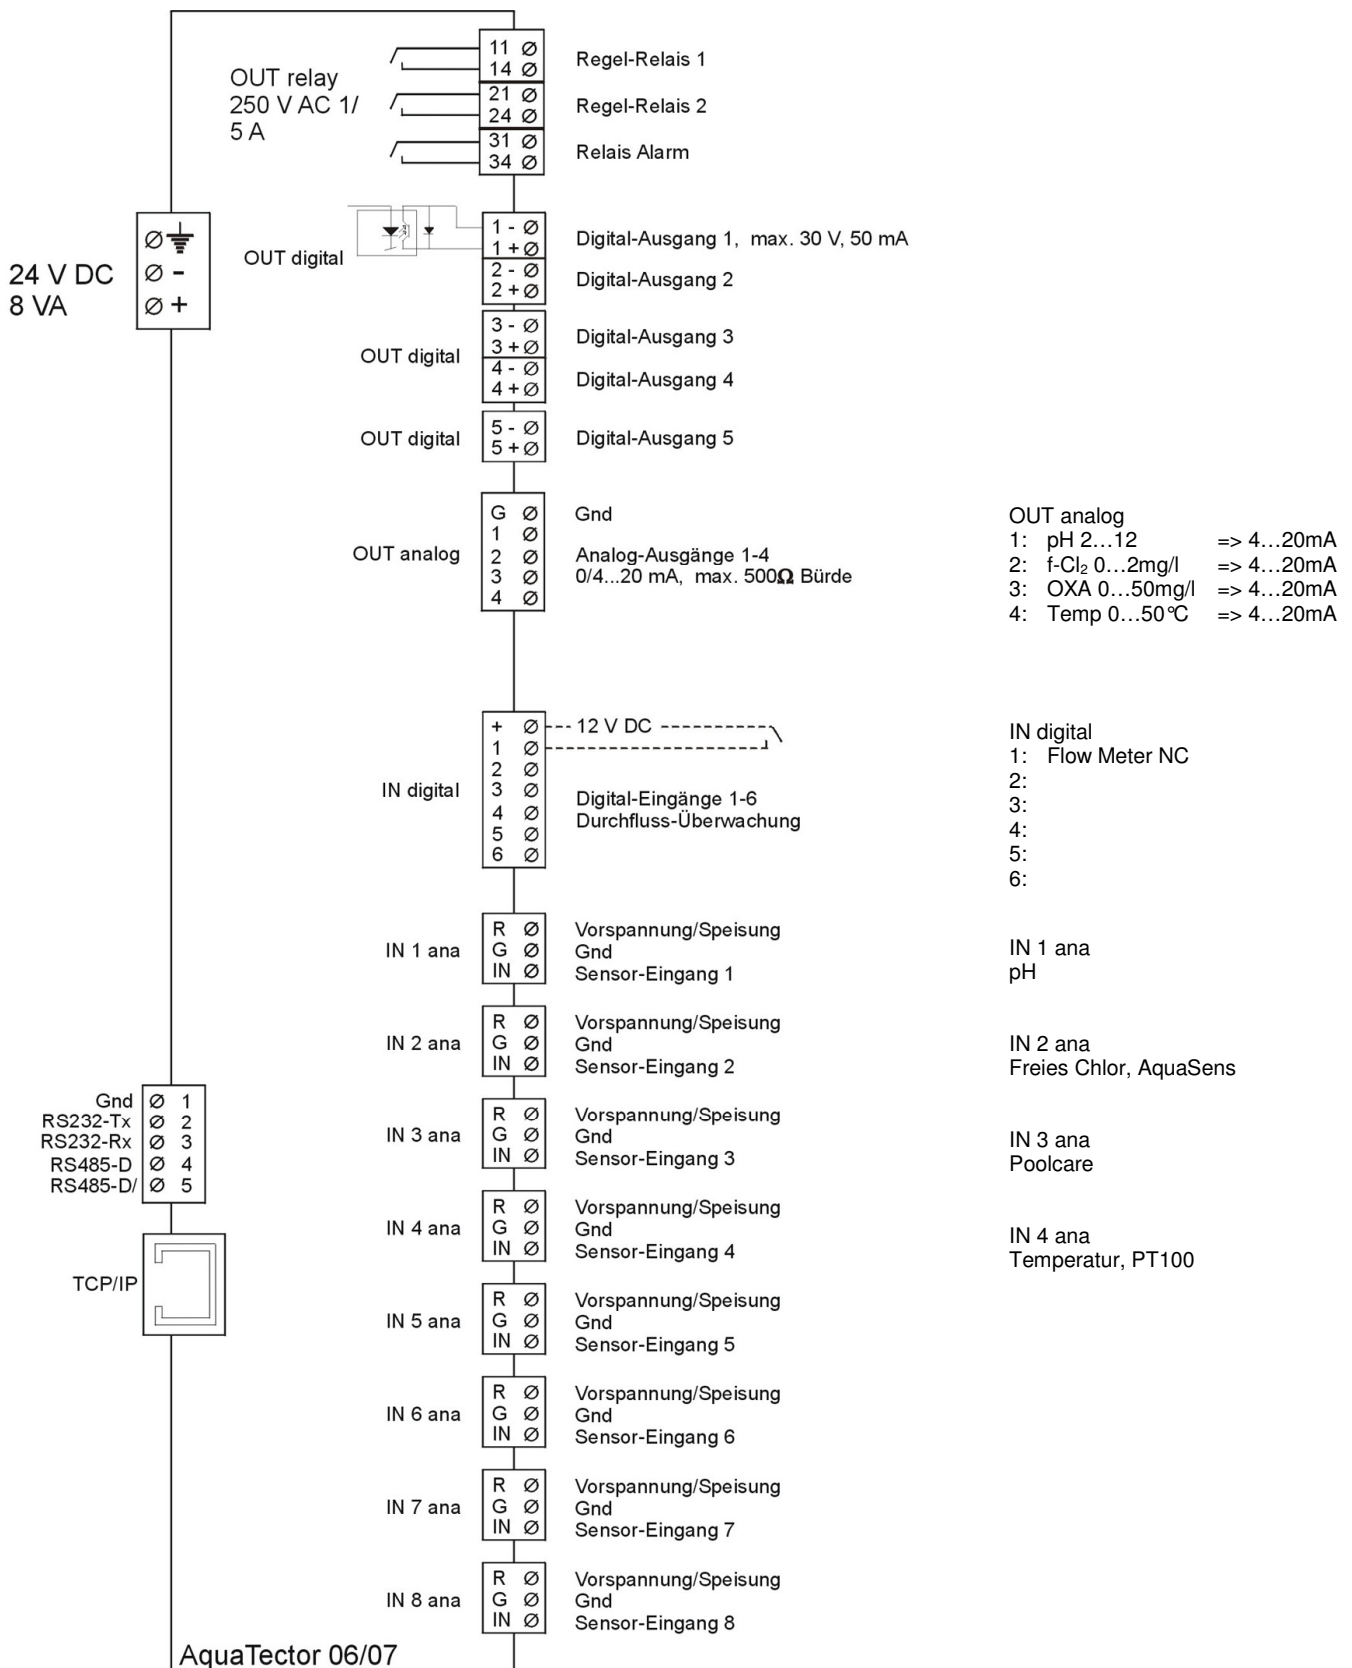 11 Ø
14 Ø
Regel-Relais 1
OUT relay
250 V AC 1/
5 A
21 Ø
24 Ø
Regel-Relais 2
31 Ø
34 Ø
Relais Alarm
24 V DC
8 VA
Ø
Ø -
Ø +
OUT digital
1 - Ø
1 + Ø
Digital-Ausgang 1, max. 30 V, 50 mA
2 - Ø
2 + Ø
Digital-Ausgang 2
OUT digital
3 - Ø
3 + Ø
Digital-Ausgang 3
4 - Ø
4 + Ø
Digital-Ausgang 4
OUT digital
5 - Ø
5 + Ø
Digital-Ausgang 5
OUT analog
G Ø
1 Ø
2 Ø
3 Ø
4 Ø
Gnd
Analog-Ausgänge 1-4
0/4...20 mA, max. 500Ω Bürde
OUT analog
1: pH 2…12 => 4…20mA
2: f-Cl₂ 0…2mg/l => 4…20mA
3: OXA 0…50mg/l => 4…20mA
4: Temp 0…50°C => 4…20mA
IN digital
+ Ø
1 Ø
2 Ø
3 Ø
4 Ø
5 Ø
6 Ø
12 V DC
Digital-Eingänge 1-6
Durchfluss-Überwachung
IN digital
1: Flow Meter NC
2:
3:
4:
5:
6:
IN 1 ana
R Ø
G Ø
IN Ø
Vorspannung/Speisung
Gnd
Sensor-Eingang 1
IN 1 ana
pH
IN 2 ana
R Ø
G Ø
IN Ø
Vorspannung/Speisung
Gnd
Sensor-Eingang 2
IN 2 ana
Freies Chlor, AquaSens
Gnd Ø 1
RS232-Tx Ø 2
RS232-Rx Ø 3
RS485-D Ø 4
RS485-D/ Ø 5
IN 3 ana
R Ø
G Ø
IN Ø
Vorspannung/Speisung
Gnd
Sensor-Eingang 3
IN 3 ana
Poolcare
TCP/IP
IN 4 ana
R Ø
G Ø
IN Ø
Vorspannung/Speisung
Gnd
Sensor-Eingang 4
IN 4 ana
Temperatur, PT100
IN 5 ana
R Ø
G Ø
IN Ø
Vorspannung/Speisung
Gnd
Sensor-Eingang 5
IN 6 ana
R Ø
G Ø
IN Ø
Vorspannung/Speisung
Gnd
Sensor-Eingang 6
IN 7 ana
R Ø
G Ø
IN Ø
Vorspannung/Speisung
Gnd
Sensor-Eingang 7
IN 8 ana
R Ø
G Ø
IN Ø
Vorspannung/Speisung
Gnd
Sensor-Eingang 8
AquaTector 06/07